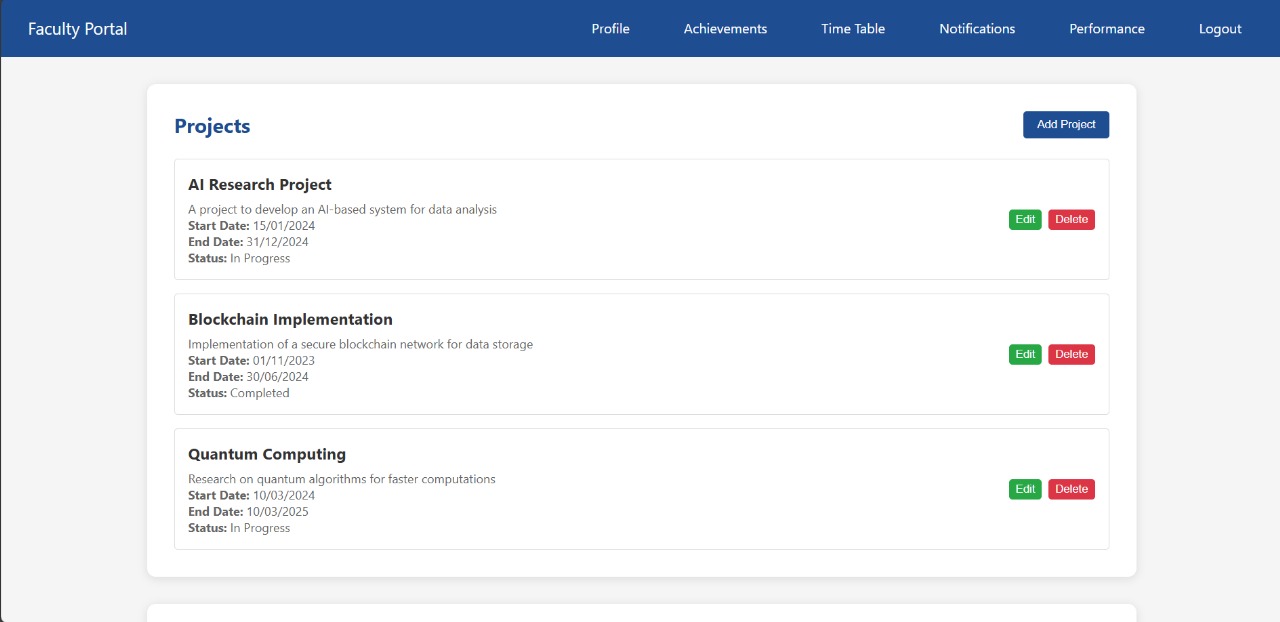 Faculty Portal Profile Achievements Time Table Notifications Performance Logout
Projects Add Project
AI Research Project
A project to develop an AI-based system for data analysis
Start Date: 15/01/2024
Edit Delete
End Date: 31/12/2024
Status: In Progress
Blockchain Implementation
Implementation of a secure blockchain network for data storage
Start Date: 01/11/2023
Edit Delete
End Date: 30/06/2024
Status: Completed
Quantum Computing
Research on quantum algorithms for faster computations
Start Date: 10/03/2024
Edit Delete
End Date: 10/03/2025
Status: In Progress